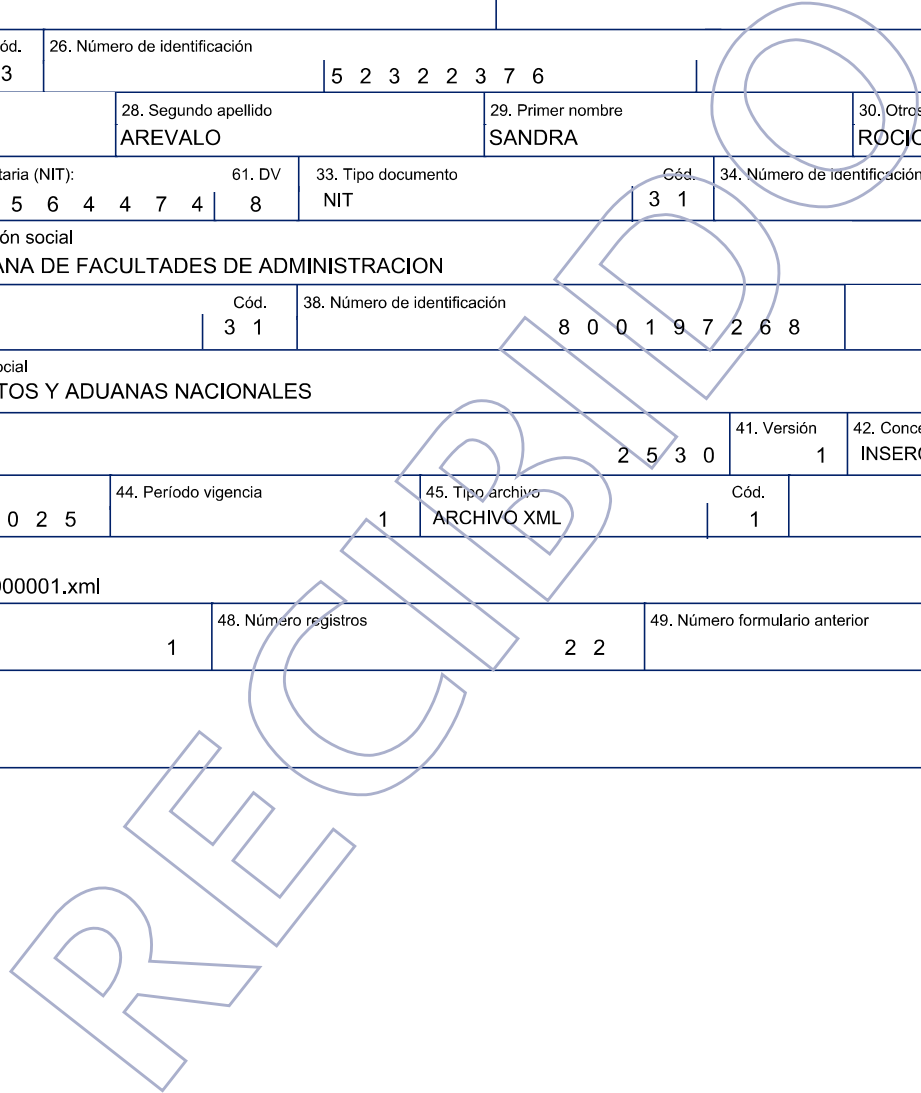 ód. 26. Número de identificación
3 5 2 3 2 2 3 7 6
28. Segundo apellido 29. Primer nombre 30. Otros
AREVALO SANDRA ROCIO
taria (NIT): 61. DV 33. Tipo documento Cód. 34. Número de identificación
5 6 4 4 7 4 8 NIT 3 1
ón social
ANA DE FACULTADES DE ADMINISTRACION
Cód. 38. Número de identificación
3 1 8 0 0 1 9 7 2 6 8
ocial
TOS Y ADUANAS NACIONALES
41. Versión 42. Conce
2 5 3 0 1 INSERC
44. Período vigencia 45. Tipo archivo Cód.
0 2 5 1 ARCHIVO XML 1
000001.xml
48. Número registros 49. Número formulario anterior
1 2 2
RECIBIDO